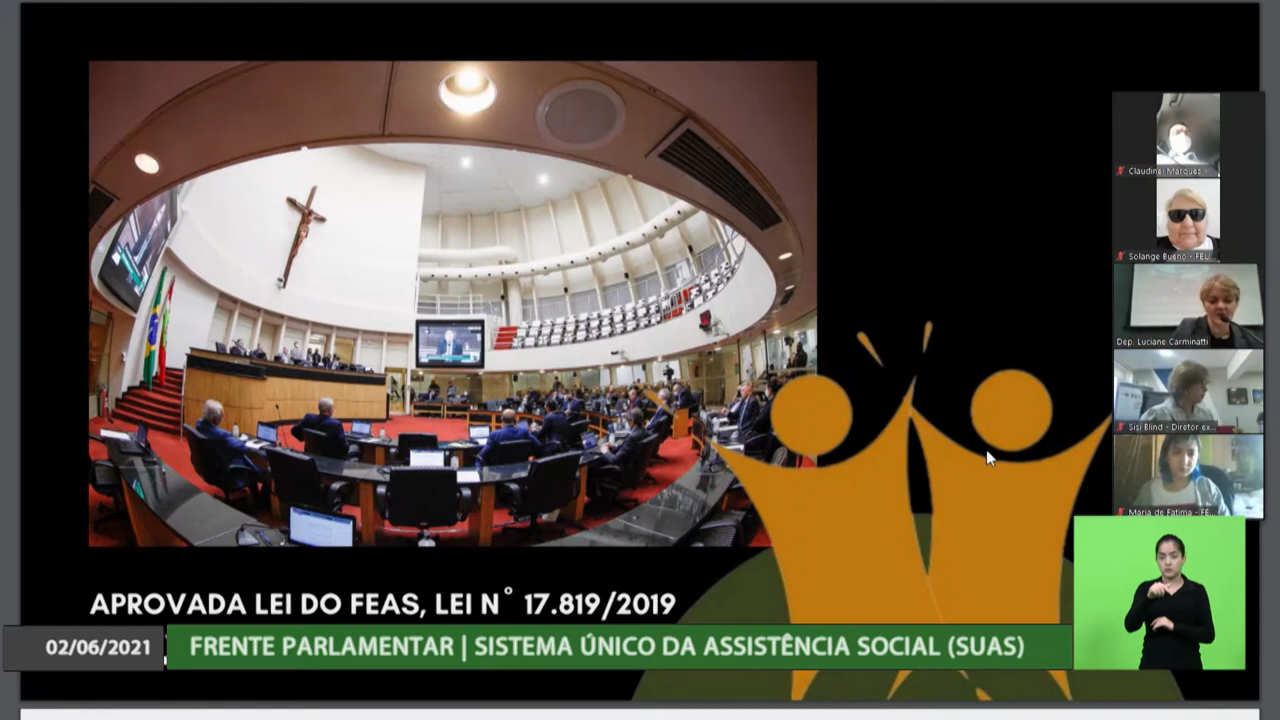 Claudinei Marques -
Solange Bueno - FEU...
Dep. Luciane Carminatti
Sisi Blind - Diretor ex...
Maria de Fatima - FE...
APROVADA LEI DO FEAS, LEI N° 17.819/2019
02/06/2021
FRENTE PARLAMENTAR | SISTEMA ÚNICO DA ASSISTÊNCIA SOCIAL (SUAS)